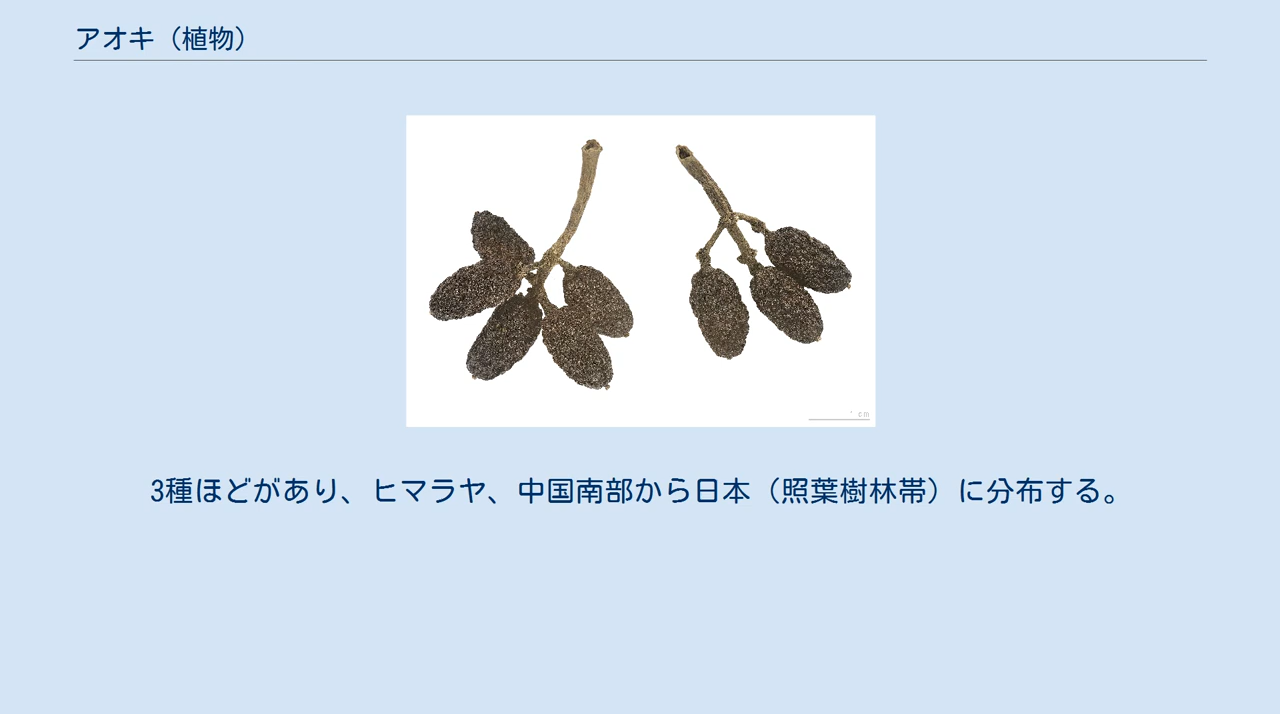 アオキ（植物）
cm
3種ほどがあり、ヒマラヤ、中国南部から日本（照葉樹林帯）に分布する。